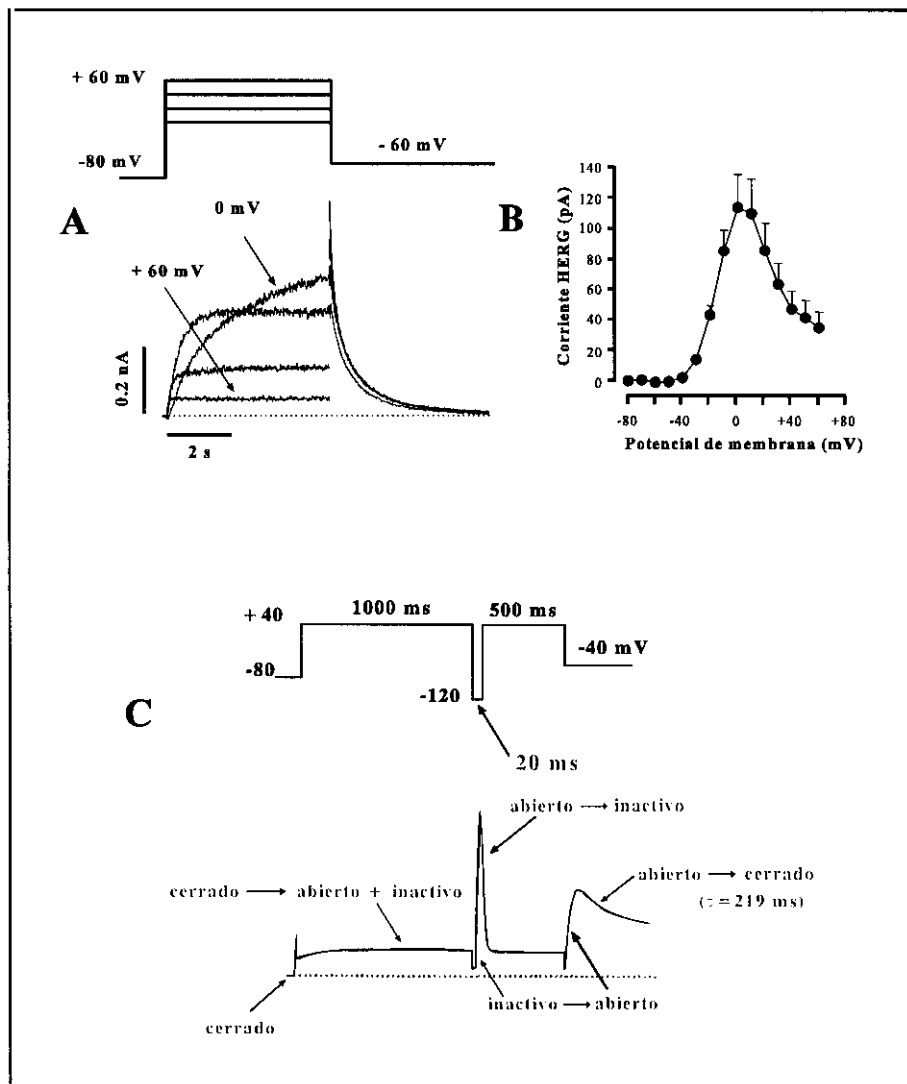 + 60 mV
-80 mV
- 60 mV
A
0 mV
+ 60 mV
0.2 nA
2 s
B
Corriente HERG (pA)
140
120
100
80
60
40
20
0
-80 -40 0 +40 +80
Potencial de membrana (mV)
C
+ 40
1000 ms
500 ms
-80
-40 mV
-120
20 ms
abierto → inactivo
cerrado → abierto + inactivo
abierto → cerrado
(τ = 219 ms)
inactivo → abierto
cerrado